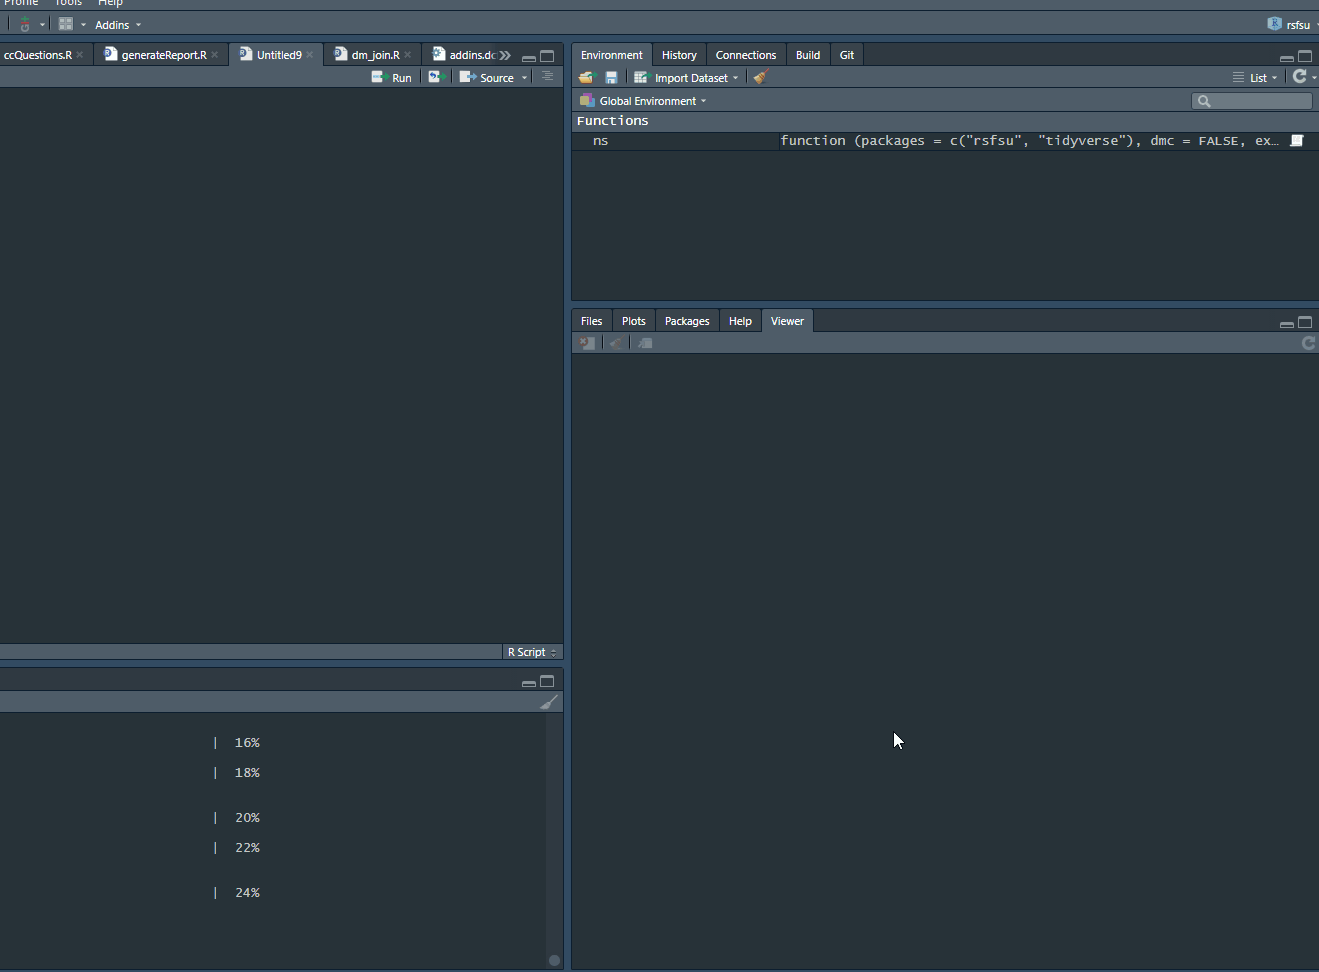 Profile Tools Help
Addins
rsfsu
ccQuestions.R generateReport.R Untitled9 dm_join.R addins.dc
Run Source
R Script
16%
18%
20%
22%
24%
Environment History Connections Build Git
Import Dataset List
Global Environment
Functions
ns function (packages = c("rsfsu", "tidyverse"), dmc = FALSE, ex…
Files Plots Packages Help Viewer